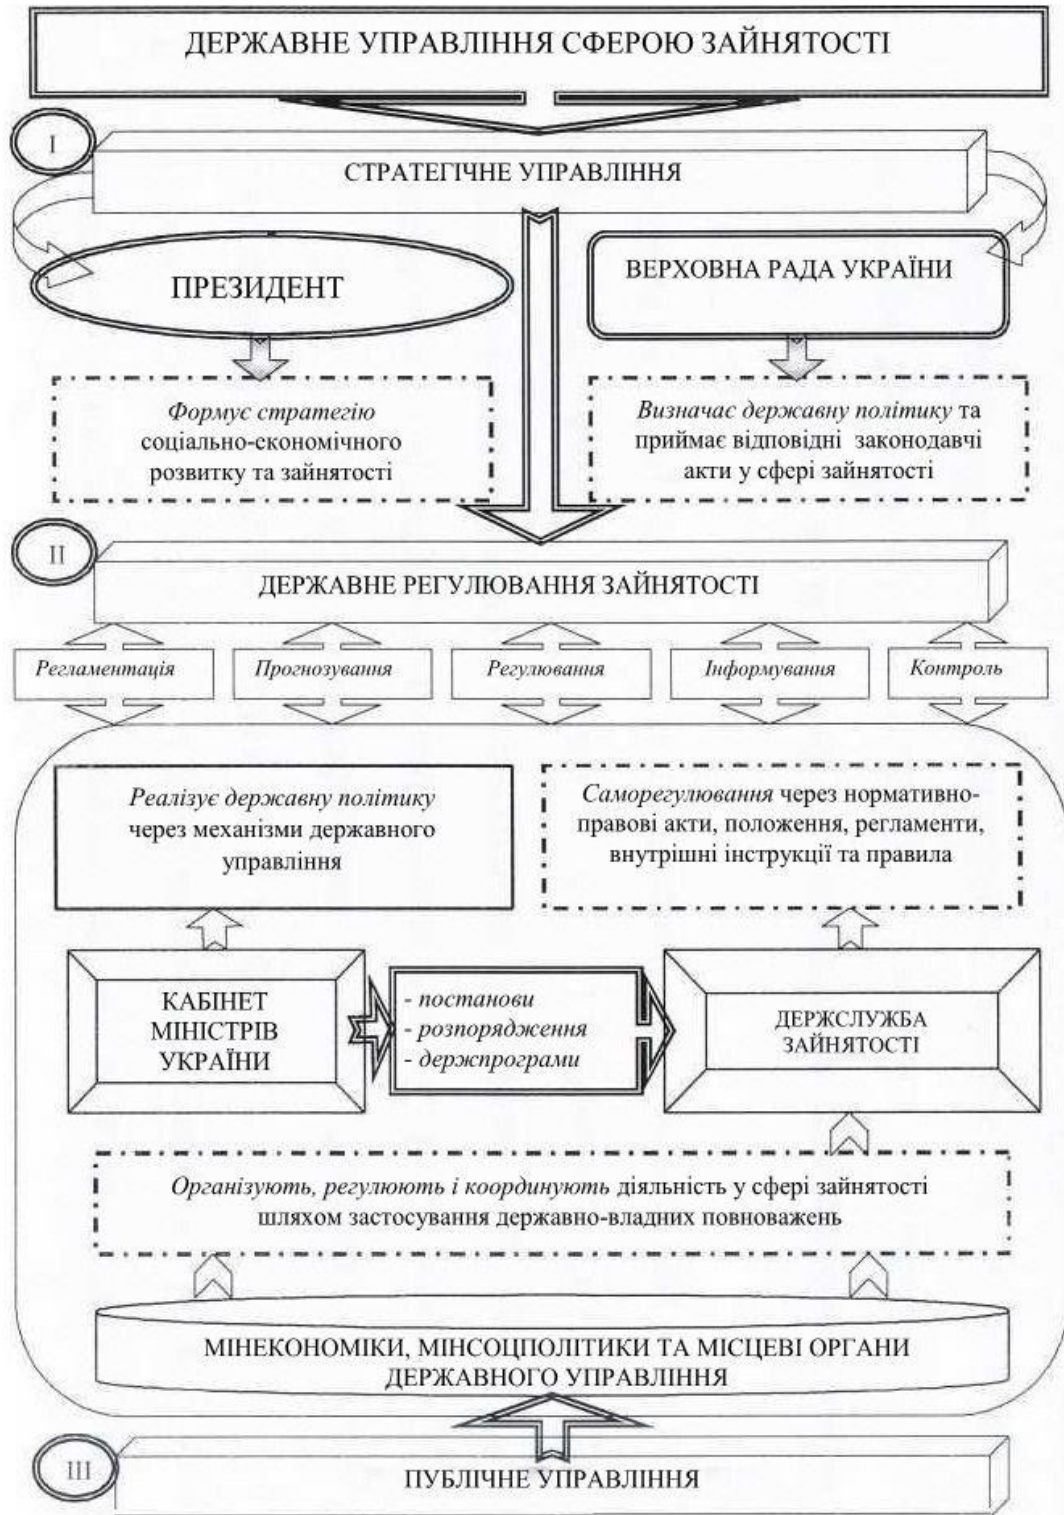 ДЕРЖАВНЕ УПРАВЛІННЯ СФЕРОЮ ЗАЙНЯТОСТІ
I
СТРАТЕГІЧНЕ УПРАВЛІННЯ
ПРЕЗИДЕНТ
ВЕРХОВНА РАДА УКРАЇНИ
Формує стратегію
соціально-економічного
розвитку та зайнятості
Визначає державну політику та
приймає відповідні законодавчі
акти у сфері зайнятості
II
ДЕРЖАВНЕ РЕГУЛЮВАННЯ ЗАЙНЯТОСТІ
Регламентація
Прогнозування
Регулювання
Інформування
Контроль
Реалізує державну політику
через механізми державного
управління
Саморегулювання через нормативно-
правові акти, положення, регламенти,
внутрішні інструкції та правила
КАБІНЕТ
МІНІСТРІВ
УКРАЇНИ
- постанови
- розпорядження
- держпрограми
ДЕРЖСЛУЖБА
ЗАЙНЯТОСТІ
Організують, регулюють і координують діяльність у сфері зайнятості
шляхом застосування державно-владних повноважень
МІНЕКОНОМІКИ, МІНСОЦПОЛІТИКИ ТА МІСЦЕВІ ОРГАНИ
ДЕРЖАВНОГО УПРАВЛІННЯ
III
ПУБЛІЧНЕ УПРАВЛІННЯ